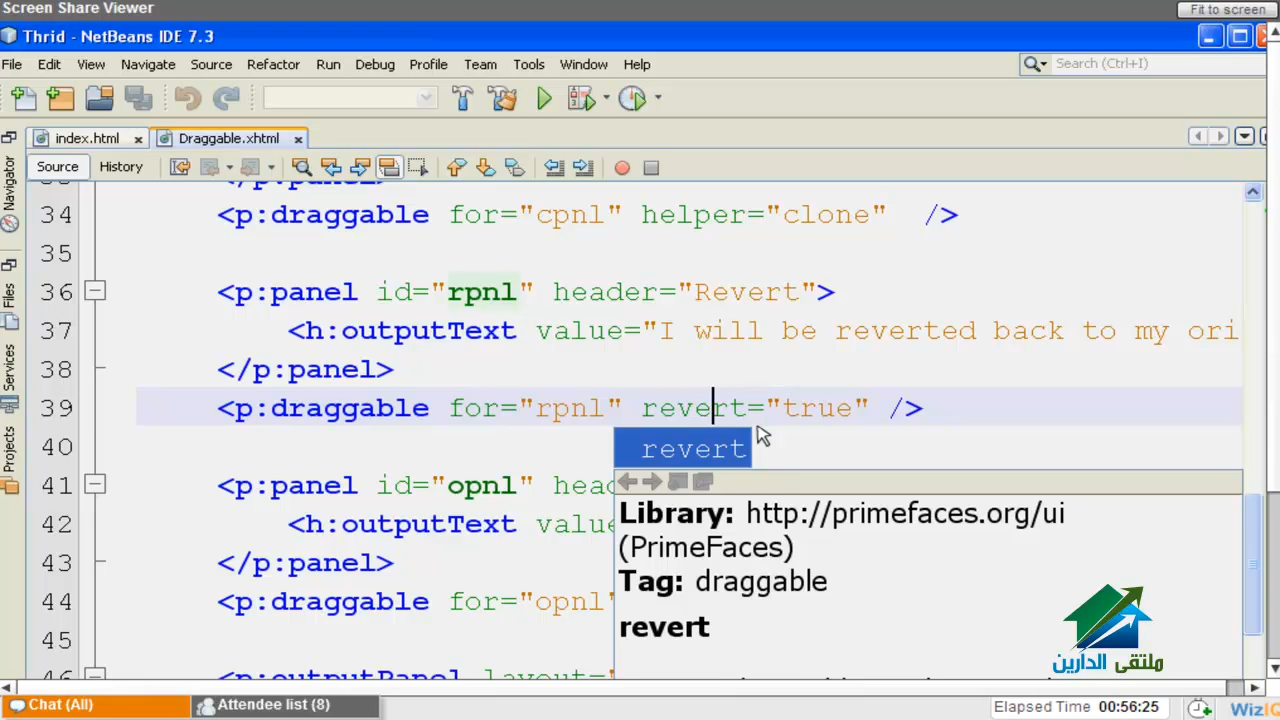 Screen Share Viewer
Fit to screen
Thrid - NetBeans IDE 7.3
File Edit View Navigate Source Refactor Run Debug Profile Team Tools Window Help
Search (Ctrl+I)
index.html Draggable.xhtml
Source History
Navigator
Files
Services
Projects
34 <p:draggable for="cpnl" helper="clone" />
35
36 <p:panel id="rpnl" header="Revert">
37 <h:outputText value="I will be reverted back to my ori
38 </p:panel>
39 <p:draggable for="rpnl" revert="true" />
40
revert
41 <p:panel id="opnl" hea
42 <h:outputText valu
43 </p:panel>
44 <p:draggable for="opnl
45
Library: http://primefaces.org/ui
(PrimeFaces)
Tag: draggable
revert
ملتقى الدارين
Chat (All)
Attendee list (8)
Elapsed Time 00:56:25
WizIQ